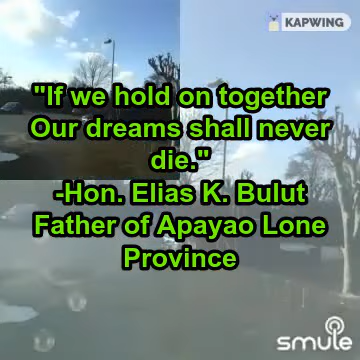 KAPWING
"If we hold on together
Our dreams shall never
die."
-Hon. Elias K. Bulut
Father of Apayao Lone
Province
smule